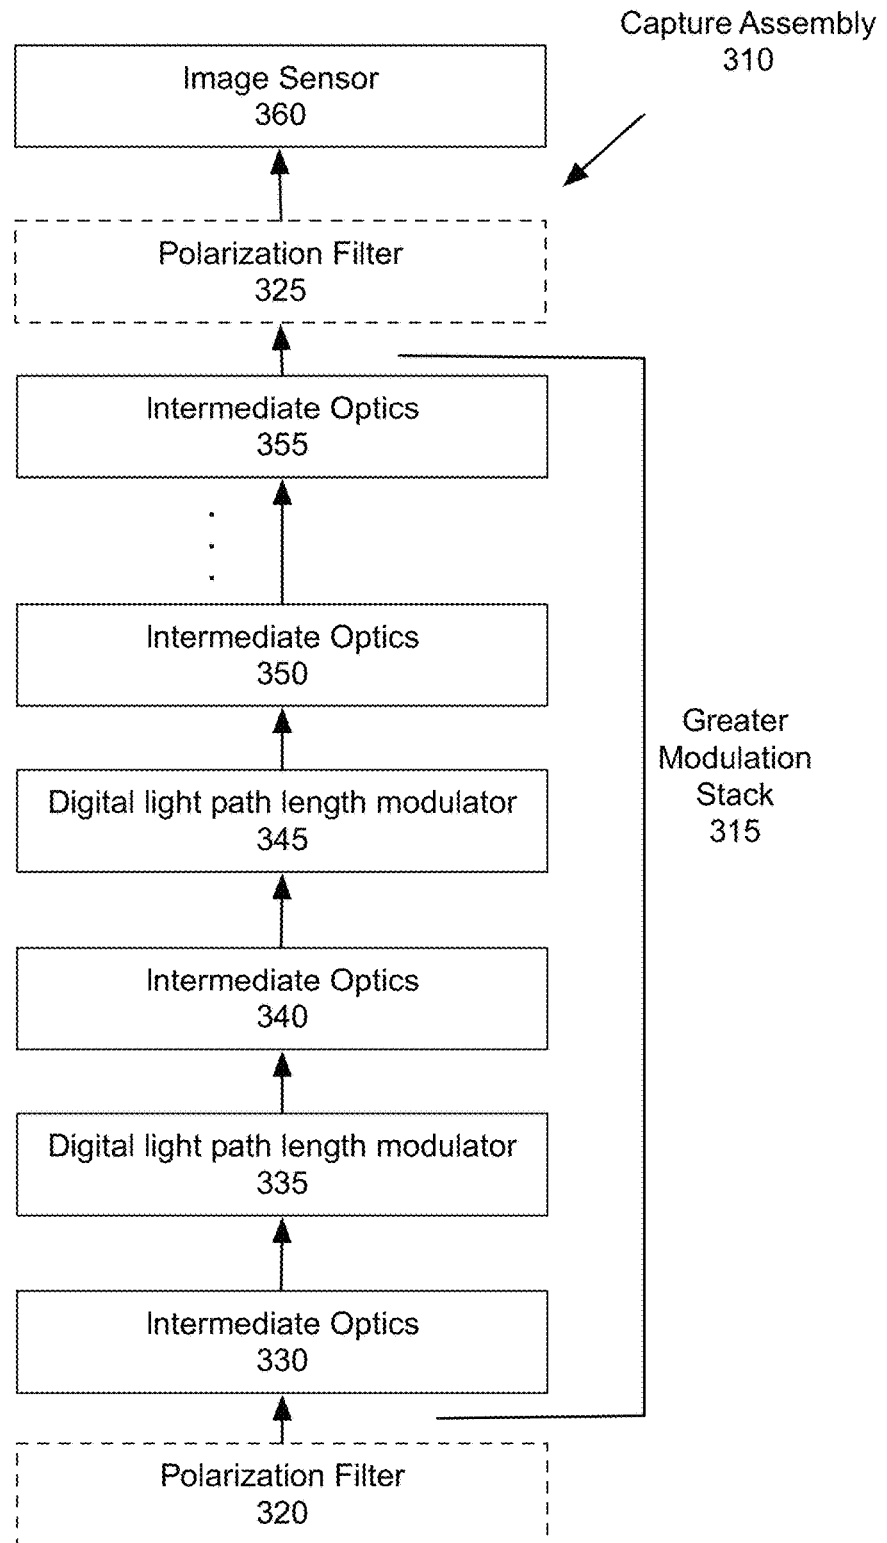 Capture Assembly
310
Image Sensor
360
Polarization Filter
325
Intermediate Optics
355
Intermediate Optics
350
Greater
Modulation
Stack
315
Digital light path length modulator
345
Intermediate Optics
340
Digital light path length modulator
335
Intermediate Optics
330
Polarization Filter
320